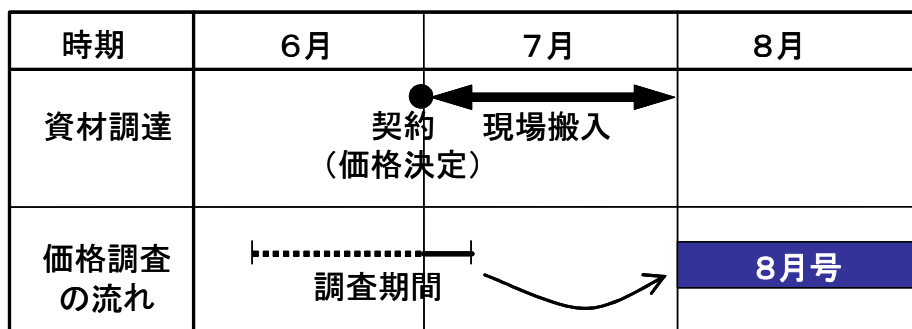 時期
6月
7月
8月
資材調達
契約
（価格決定）
現場搬入
価格調査
の流れ
調査期間
8月号